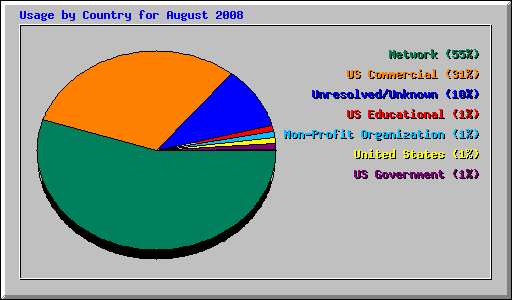 Usage by Country for August 2008
Network (55%)
US Commercial (31%)
Unresolved/Unknown (10%)
US Educational (1%)
Non-Profit Organization (1%)
United States (1%)
US Government (1%)